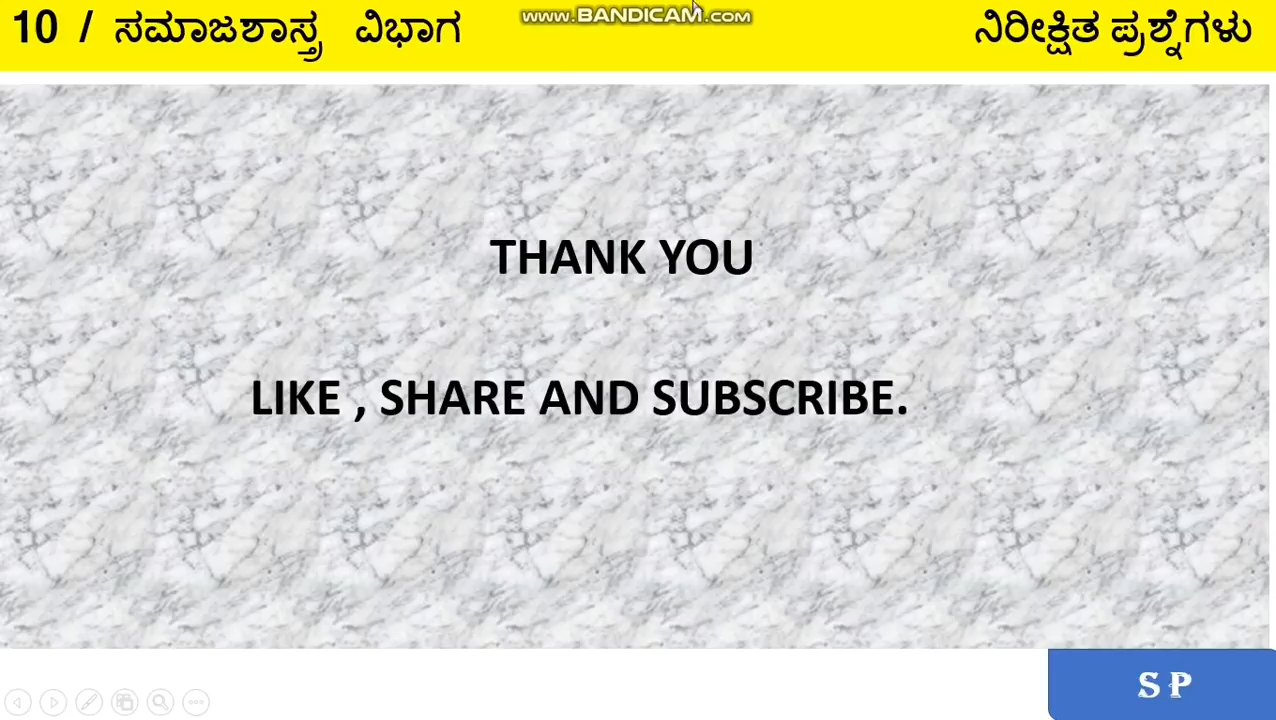 10 / ಸಮಾಜಶಾಸ್ತ್ರ ವಿಭಾಗ
www.BANDICAM.com
ನಿರೀಕ್ಷಿತ ಪ್ರಶ್ನೆಗಳು
THANK YOU
LIKE , SHARE AND SUBSCRIBE.
S P